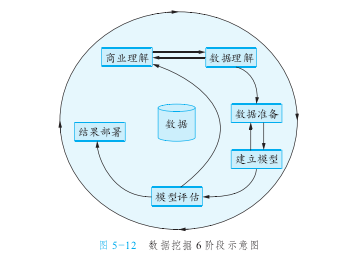 商业理解
数据理解
数据准备
数据
结果部署
建立模型
模型评估
图 5-12 数据挖掘 6 阶段示意图